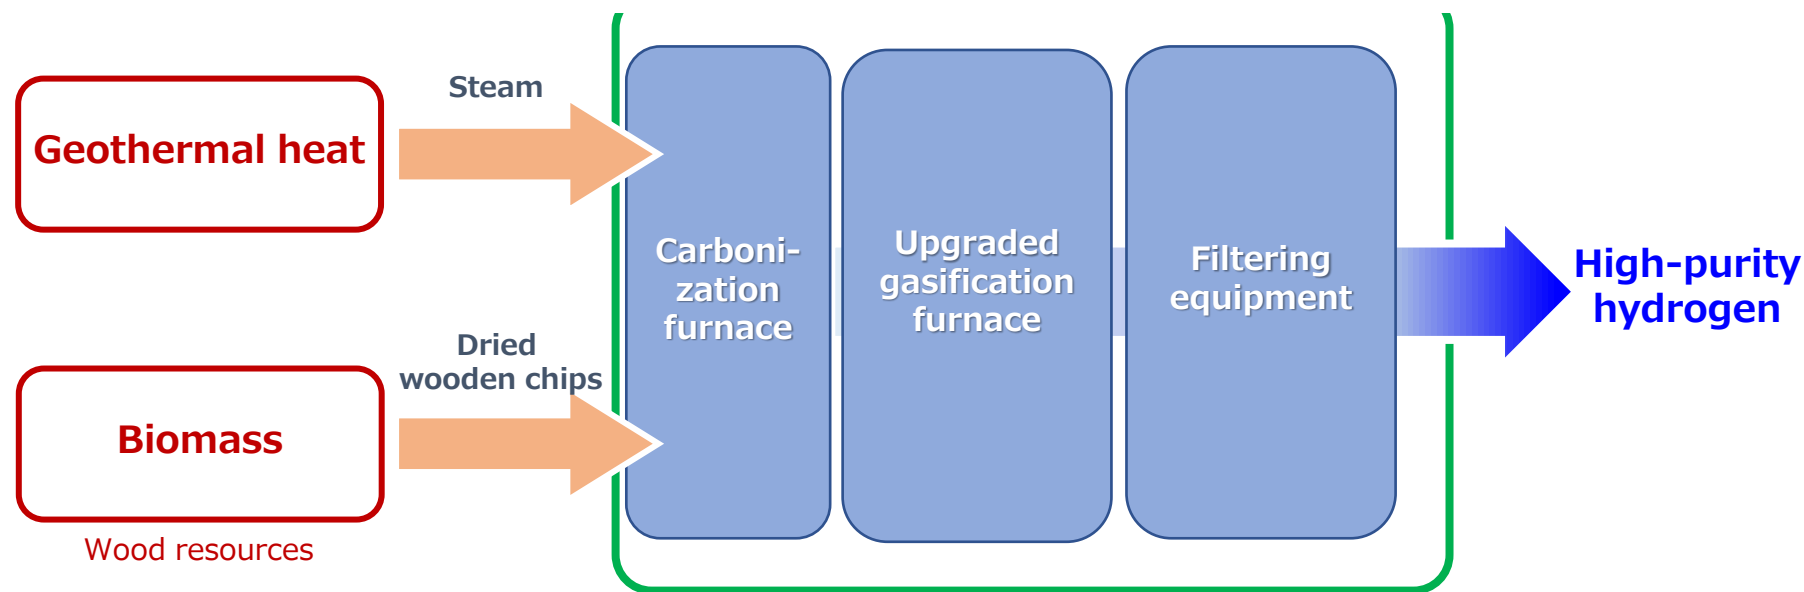 Steam
Geothermal heat
Dried
wooden chips
Biomass
Wood resources
Carboni-
zation
furnace
Upgraded
gasification
furnace
Filtering
equipment
High-purity
hydrogen